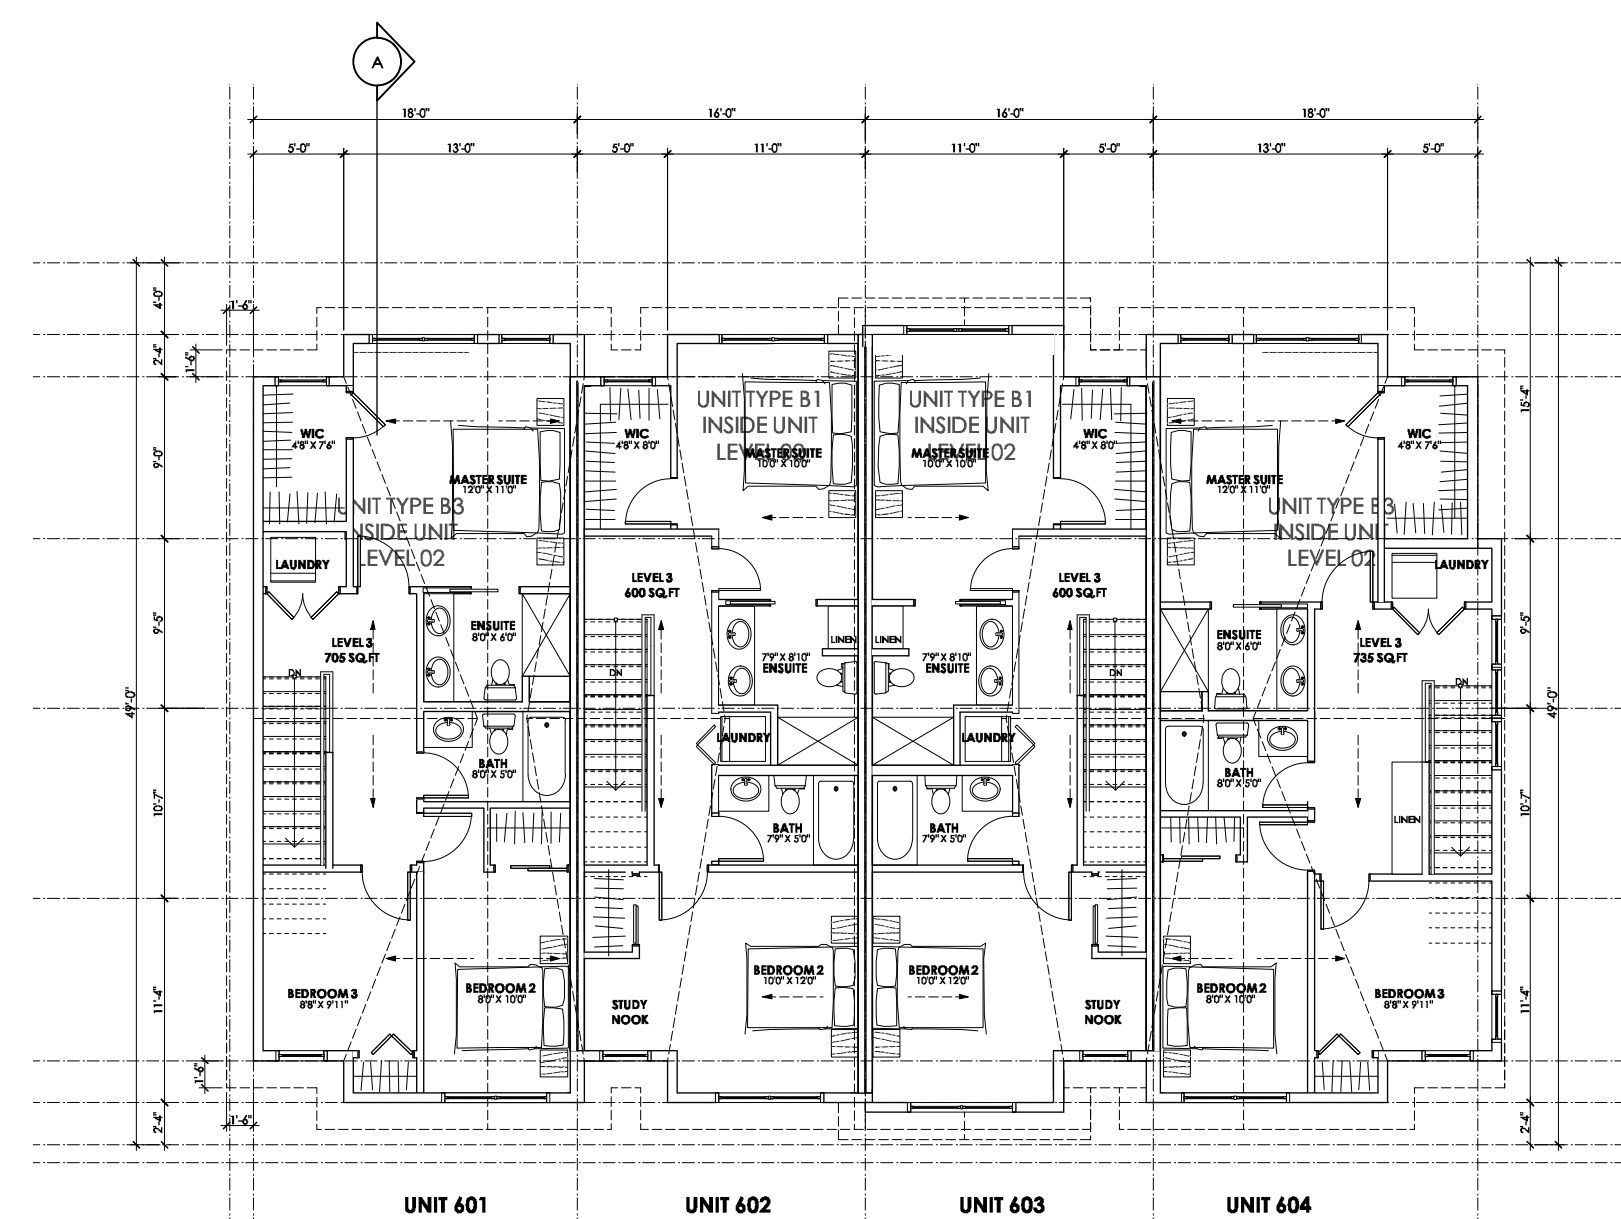 A
18'-0"
16'-0"
16'-0"
18'-0"
5'-0"
13'-0"
5'-0"
11'-0"
11'-0"
5'-0"
13'-0"
5'-0"
4'-0"
2'-4"
9'-0"
9'-5"
10'-7"
11'-4"
2'-4"
49'-0"
1'-6"
1'-6"
1'-6"
1'-6"
15'-4"
9'-5"
10'-7"
11'-4"
2'-4"
49'-0"
WIC
4'8" X 7'6"
MASTER SUITE
12'0" X 11'0"
UNIT TYPE B3
INSIDE UNIT
LEVEL 02
LAUNDRY
ENSUITE
8'0" X 6'0"
LEVEL 3
705 SQ.FT
DN
BATH
8'0" X 5'0"
BEDROOM 3
8'8" X 9'11"
BEDROOM 2
8'0" X 10'0"
WIC
4'8" X 8'0"
UNIT TYPE B1
INSIDE UNIT
LEVEL 02
MASTER SUITE
10'0" X 10'0"
LEVEL 3
600 SQ.FT
LINEN
7'9" X 8'10"
ENSUITE
DN
LAUNDRY
BATH
7'9" X 5'0"
BEDROOM 2
10'0" X 12'0"
STUDY
NOOK
UNIT TYPE B1
INSIDE UNIT
LEVEL 02
MASTER SUITE
10'0" X 10'0"
WIC
4'8" X 8'0"
LEVEL 3
600 SQ.FT
LINEN
7'9" X 8'10"
ENSUITE
DN
LAUNDRY
BATH
7'9" X 5'0"
BEDROOM 2
10'0" X 12'0"
STUDY
NOOK
WIC
4'8" X 7'6"
MASTER SUITE
12'0" X 11'0"
UNIT TYPE B3
INSIDE UNIT
LEVEL 02
LAUNDRY
ENSUITE
8'0" X 6'0"
LEVEL 3
735 SQ.FT
DN
BATH
8'0" X 5'0"
LINEN
BEDROOM 2
8'0" X 10'0"
BEDROOM 3
8'8" X 9'11"
UNIT 601
UNIT 602
UNIT 603
UNIT 604